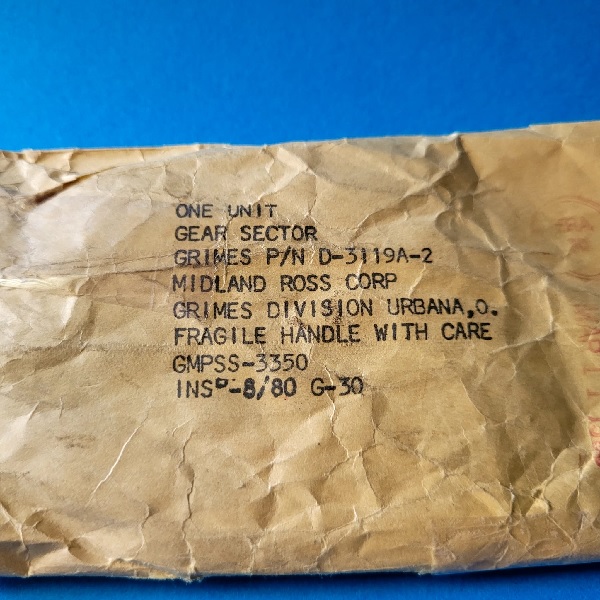 ONE UNIT
GEAR SECTOR
GRIMES P/N D-3119A-2
MIDLAND ROSS CORP
GRIMES DIVISION URBANA,O.
FRAGILE HANDLE WITH CARE
GMPSS-3350
INSP-8/80 G-30